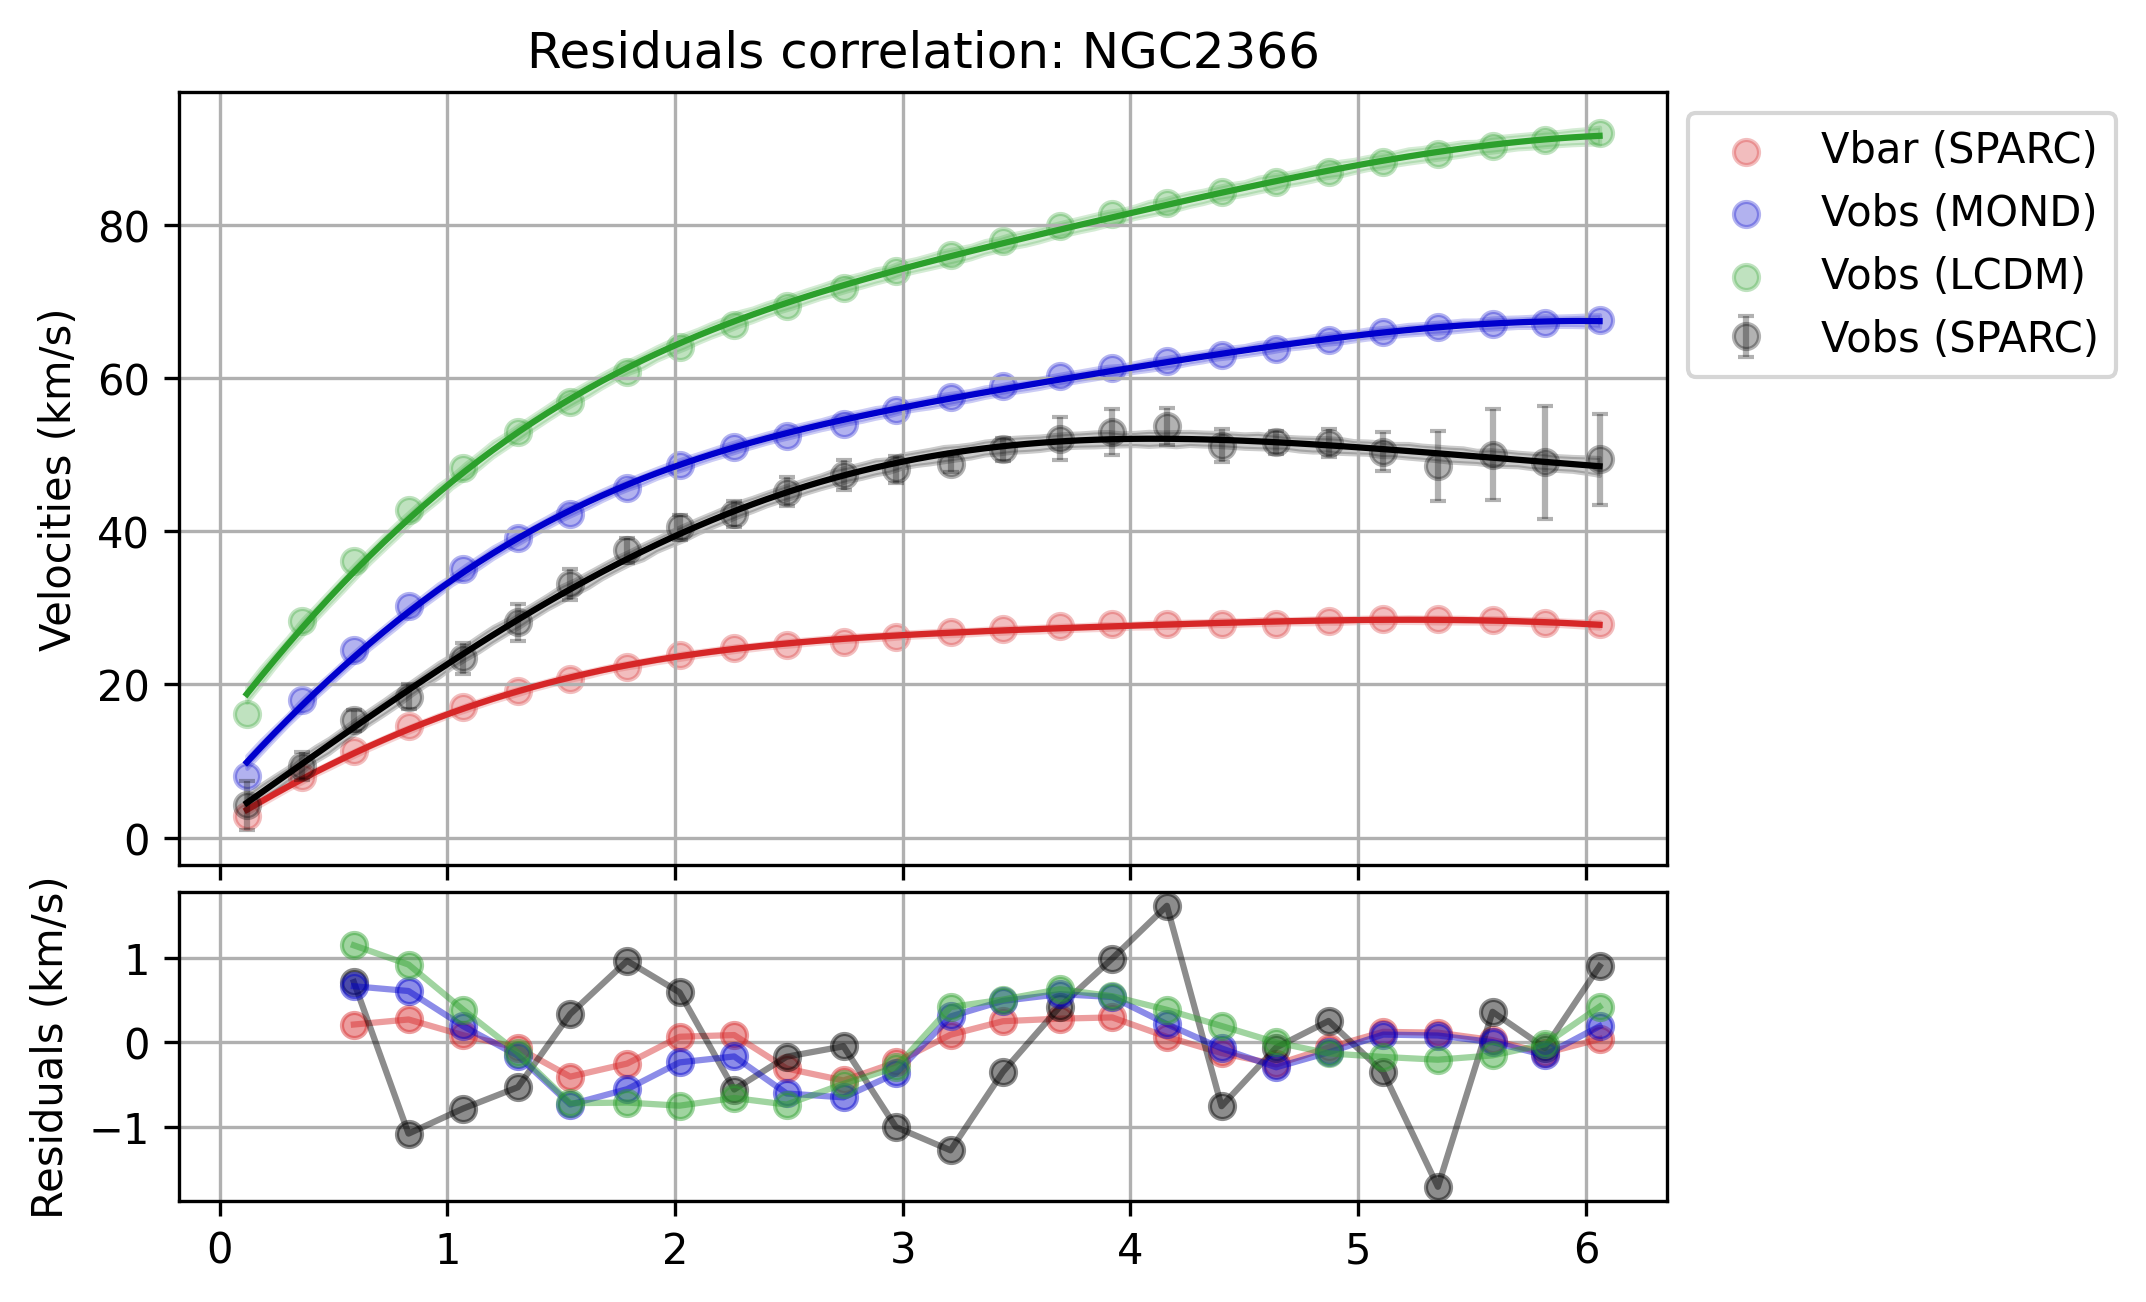 Residuals correlation: NGC2366
Velocities (km/s)
80
60
40
20
0
Vbar (SPARC)
Vobs (MOND)
Vobs (LCDM)
Vobs (SPARC)
Residuals (km/s)
1
0
−1
0 1 2 3 4 5 6